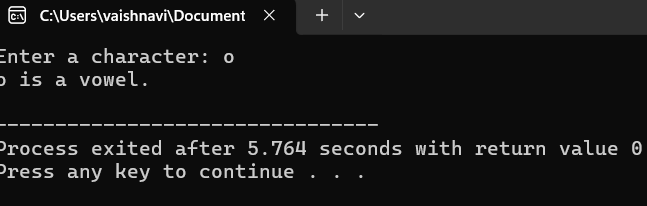 C:\Users\vaishnavi\Document
Enter a character: o
o is a vowel.
--------------------------------
Process exited after 5.764 seconds with return value 0
Press any key to continue . . .